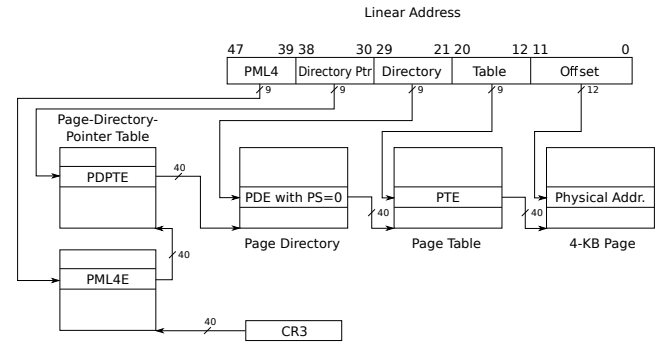 Linear Address
47 39 38 30 29 21 20 12 11 0
PML4 Directory Ptr Directory Table Offset
9 9 9 9 12
Page-Directory-
Pointer Table
PDPTE
40
PDE with PS=0
40
PTE
40
Physical Addr.
Page Directory
Page Table
4-KB Page
40
PML4E
40
CR3